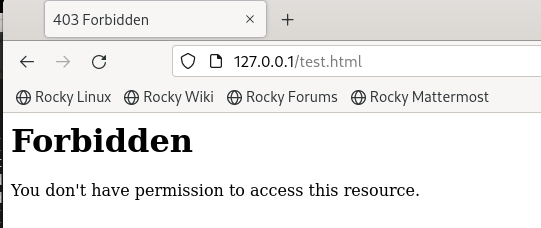 403 Forbidden
127.0.0.1/test.html
Rocky Linux Rocky Wiki Rocky Forums Rocky Mattermost
Forbidden
You don't have permission to access this resource.